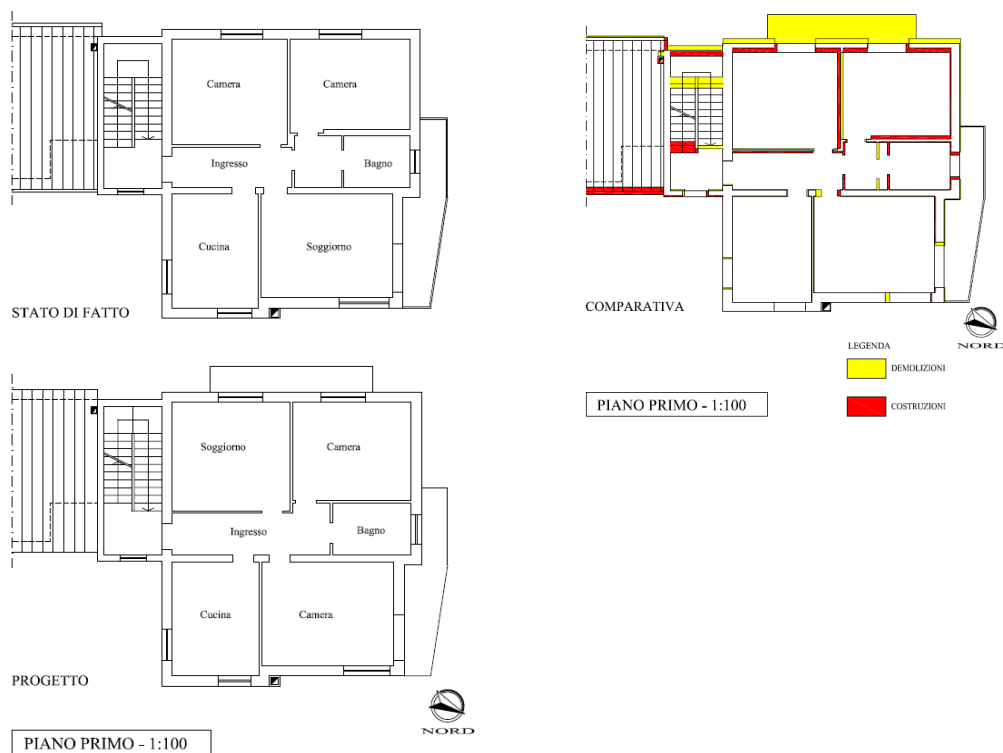 Camera
Camera
Ingresso
Bagno
Cucina
Soggiorno
STATO DI FATTO
COMPARATIVA
NORD
LEGENDA
DEMOLIZIONI
COSTRUZIONI
PIANO PRIMO - 1:100
Soggiorno
Camera
Ingresso
Bagno
Cucina
Camera
PROGETTO
NORD
PIANO PRIMO - 1:100